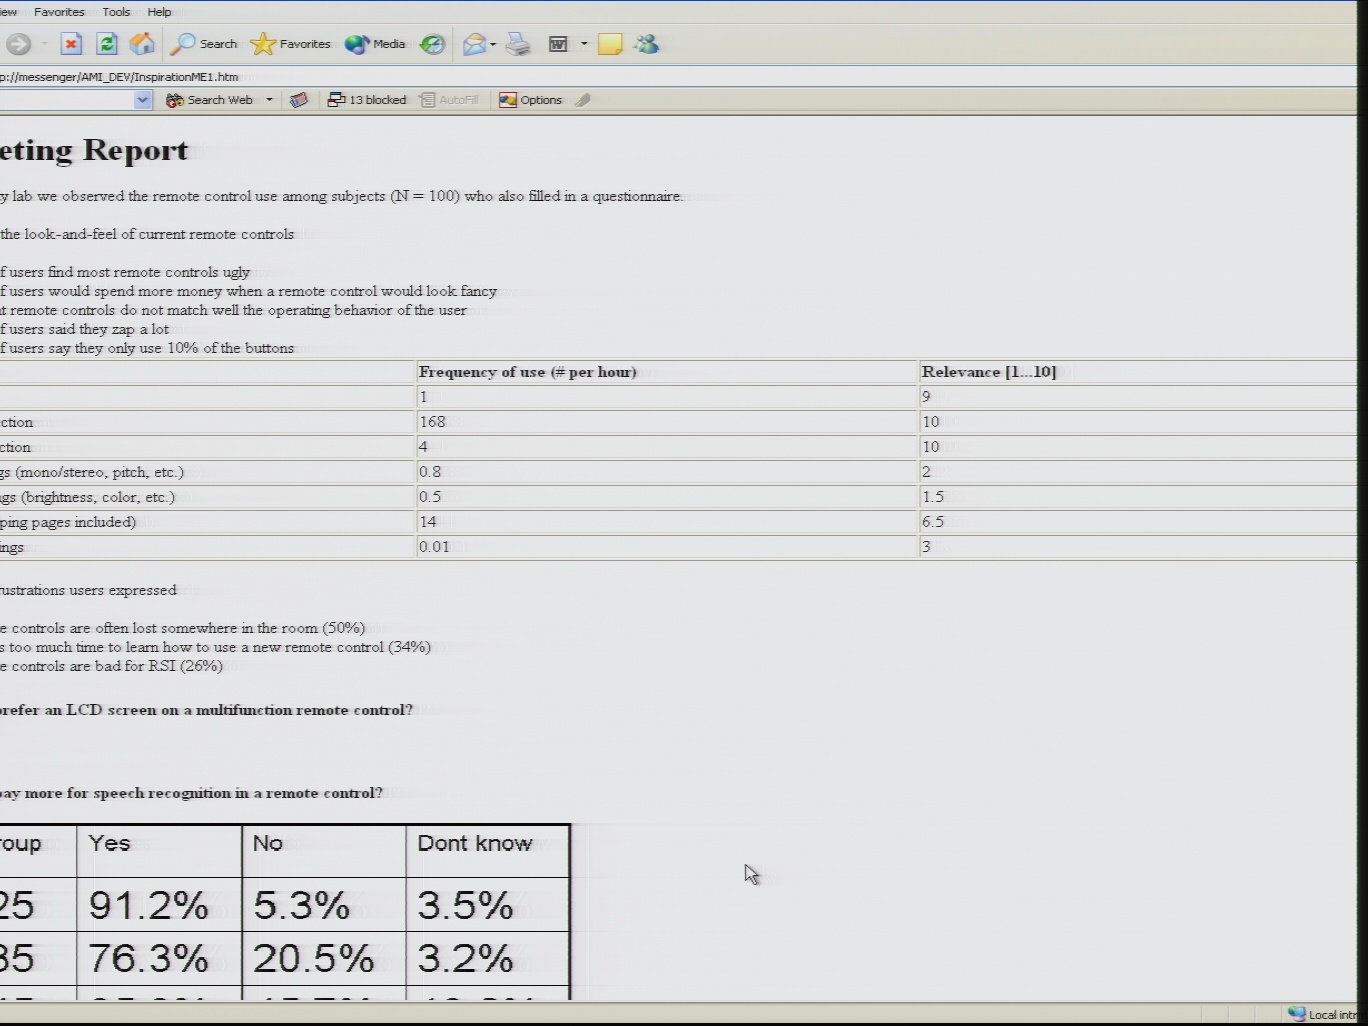 Favorites Tools Help
Search Favorites Media
p://messenger/AMI_DEV/InspirationME1.htm
Search Web 13 blocked AutoFill Options
eting Report
y lab we observed the remote control use among subjects (N = 100) who also filled in a questionnaire.
the look-and-feel of current remote controls
f users find most remote controls ugly
f users would spend more money when a remote control would look fancy
t remote controls do not match well the operating behavior of the user
f users said they zap a lot
f users say they only use 10% of the buttons
Frequency of use (# per hour) Relevance [1...10]
1 9
ction 168 10
ction 4 10
gs (mono/stereo, pitch, etc.) 0.8 2
ngs (brightness, color, etc.) 0.5 1.5
ping pages included) 14 6.5
ings 0.01 3
rustrations users expressed
e controls are often lost somewhere in the room (50%)
s too much time to learn how to use a new remote control (34%)
e controls are bad for RSI (26%)
prefer an LCD screen on a multifunction remote control?
pay more for speech recognition in a remote control?
roup Yes No Dont know
25 91.2% 5.3% 3.5%
35 76.3% 20.5% 3.2%
Local intr